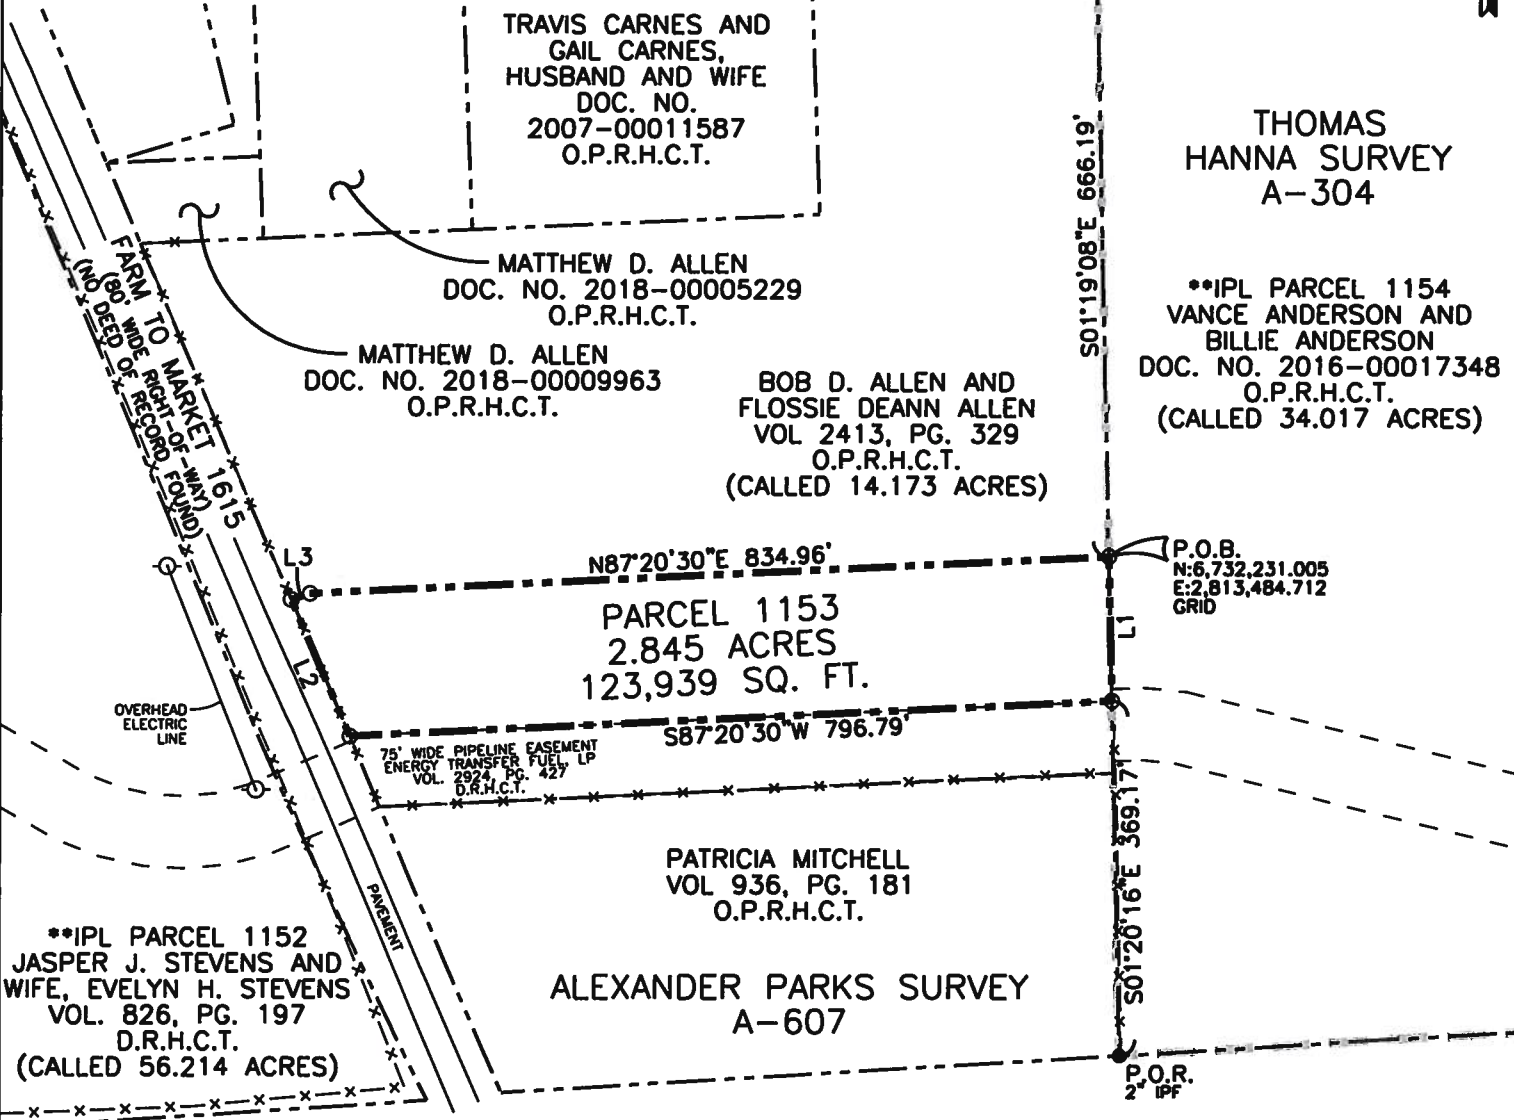 TRAVIS CARNES AND
GAIL CARNES,
HUSBAND AND WIFE
DOC. NO.
2007-00011587
O.P.R.H.C.T.
THOMAS
HANNA SURVEY
A-304
S01°19'08"E 666.19'
MATTHEW D. ALLEN
DOC. NO. 2018-00005229
O.P.R.H.C.T.
MATTHEW D. ALLEN
DOC. NO. 2018-00009963
O.P.R.H.C.T.
**IPL PARCEL 1154
VANCE ANDERSON AND
BILLIE ANDERSON
DOC. NO. 2016-00017348
O.P.R.H.C.T.
(CALLED 34.017 ACRES)
BOB D. ALLEN AND
FLOSSIE DEANN ALLEN
VOL 2413, PG. 329
O.P.R.H.C.T.
(CALLED 14.173 ACRES)
FARM TO MARKET 1615
(80' WIDE RIGHT-OF-WAY)
(NO DEED OF RECORD FOUND)
L3
N87°20'30"E 834.96'
P.O.B.
N:6,732,231.005
E:2,813,484.712
GRID
PARCEL 1153
2.845 ACRES
123,939 SQ. FT.
L1
L2
OVERHEAD
ELECTRIC
LINE
S87°20'30"W 796.79'
75' WIDE PIPELINE EASEMENT
ENERGY TRANSFER FUEL, LP
VOL. 2924, PG. 427
D.R.H.C.T.
S01°20'16"E 369.17'
PATRICIA MITCHELL
VOL 936, PG. 181
O.P.R.H.C.T.
PAVEMENT
**IPL PARCEL 1152
JASPER J. STEVENS AND
WIFE, EVELYN H. STEVENS
VOL. 826, PG. 197
D.R.H.C.T.
(CALLED 56.214 ACRES)
ALEXANDER PARKS SURVEY
A-607
P.O.R.
2" IPF